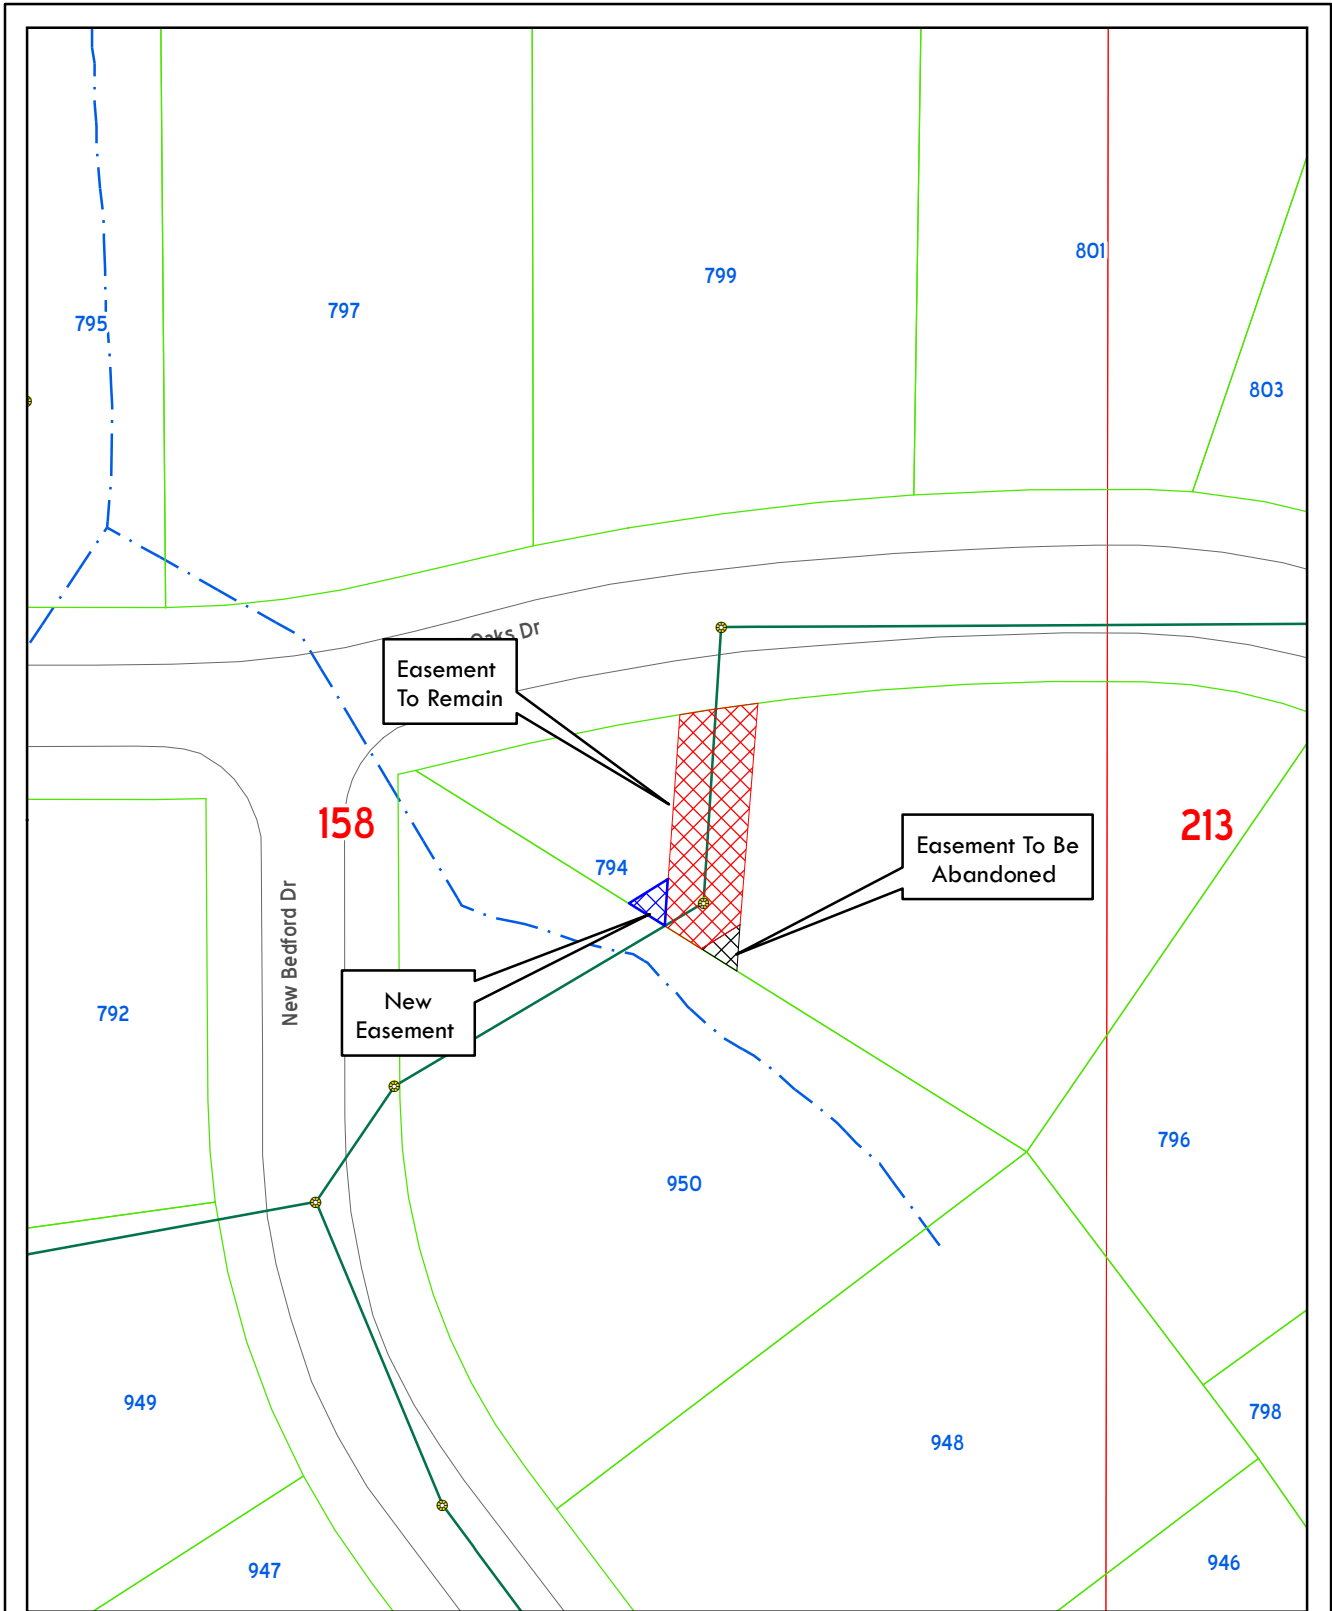 801
799
797
795
803
Oaks Dr
Easement
To Remain
158
213
Easement To Be
Abandoned
794
New Bedford Dr
New
Easement
792
796
950
949
798
948
946
947